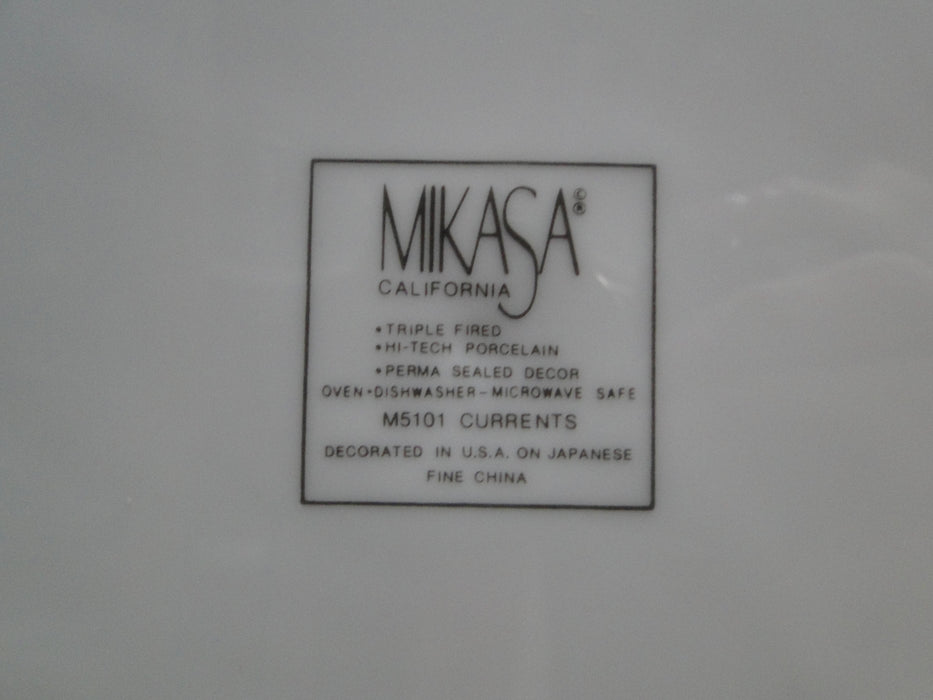 MIKASA©®
CALIFORNIA
•TRIPLE FIRED
•HI-TECH PORCELAIN
•PERMA SEALED DECOR
OVEN•DISHWASHER-MICROWAVE SAFE
M5101 CURRENTS
DECORATED IN U.S.A. ON JAPANESE
FINE CHINA